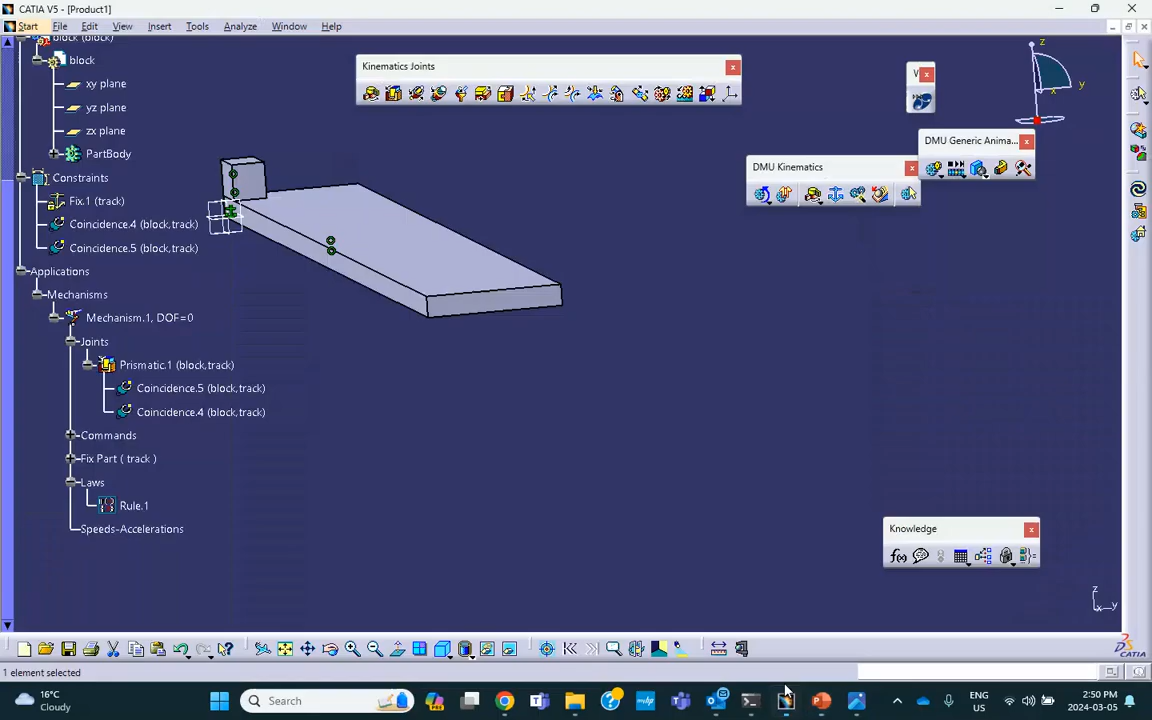 CATIA V5 - [Product1]
Start File Edit View Insert Tools Analyze Window Help
block (block)
block
xy plane
yz plane
zx plane
PartBody
Constraints
Fix.1 (track)
Coincidence.4 (block,track)
Coincidence.5 (block,track)
Applications
Mechanisms
Mechanism.1, DOF=0
Joints
Prismatic.1 (block,track)
Coincidence.5 (block,track)
Coincidence.4 (block,track)
Commands
Fix Part ( track )
Laws
Rule.1
Speeds-Accelerations
Kinematics Joints
V...
DMU Generic Anima...
DMU Kinematics
z
x
y
Knowledge
f(x)
z
x y
CATIA
1 element selected
16°C
Cloudy
Search
ENG
US
2:50 PM
2024-03-05